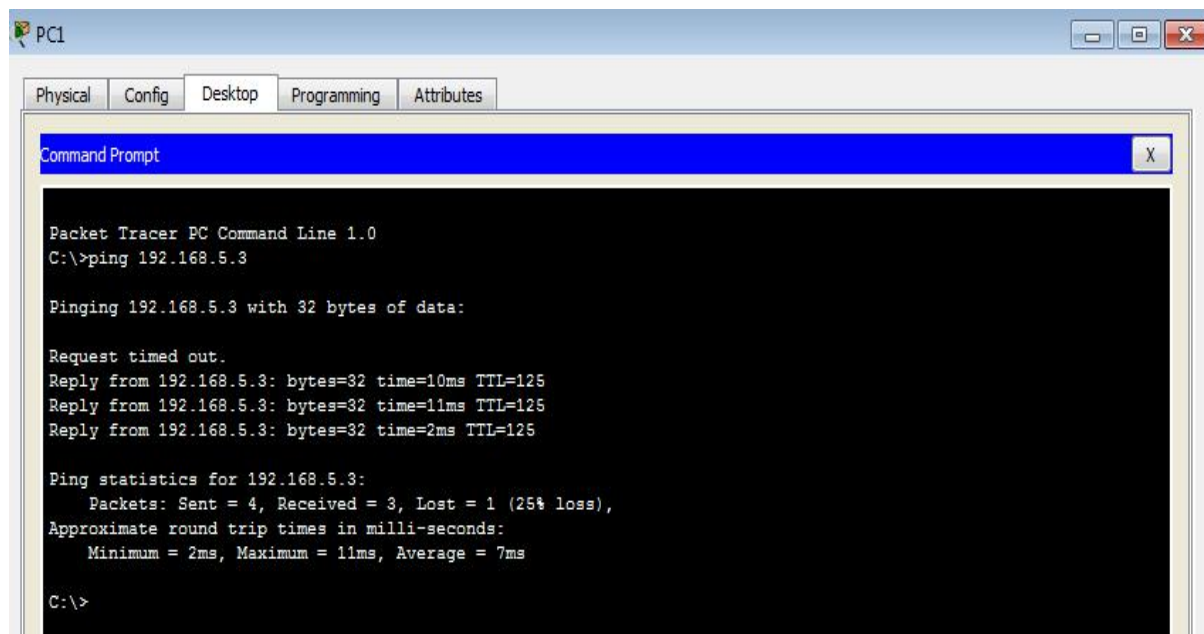 PC1
Physical Config Desktop Programming Attributes
Command Prompt X
Packet Tracer PC Command Line 1.0
C:\>ping 192.168.5.3
Pinging 192.168.5.3 with 32 bytes of data:
Request timed out.
Reply from 192.168.5.3: bytes=32 time=10ms TTL=125
Reply from 192.168.5.3: bytes=32 time=11ms TTL=125
Reply from 192.168.5.3: bytes=32 time=2ms TTL=125
Ping statistics for 192.168.5.3:
Packets: Sent = 4, Received = 3, Lost = 1 (25% loss),
Approximate round trip times in milli-seconds:
Minimum = 2ms, Maximum = 11ms, Average = 7ms
C:\>